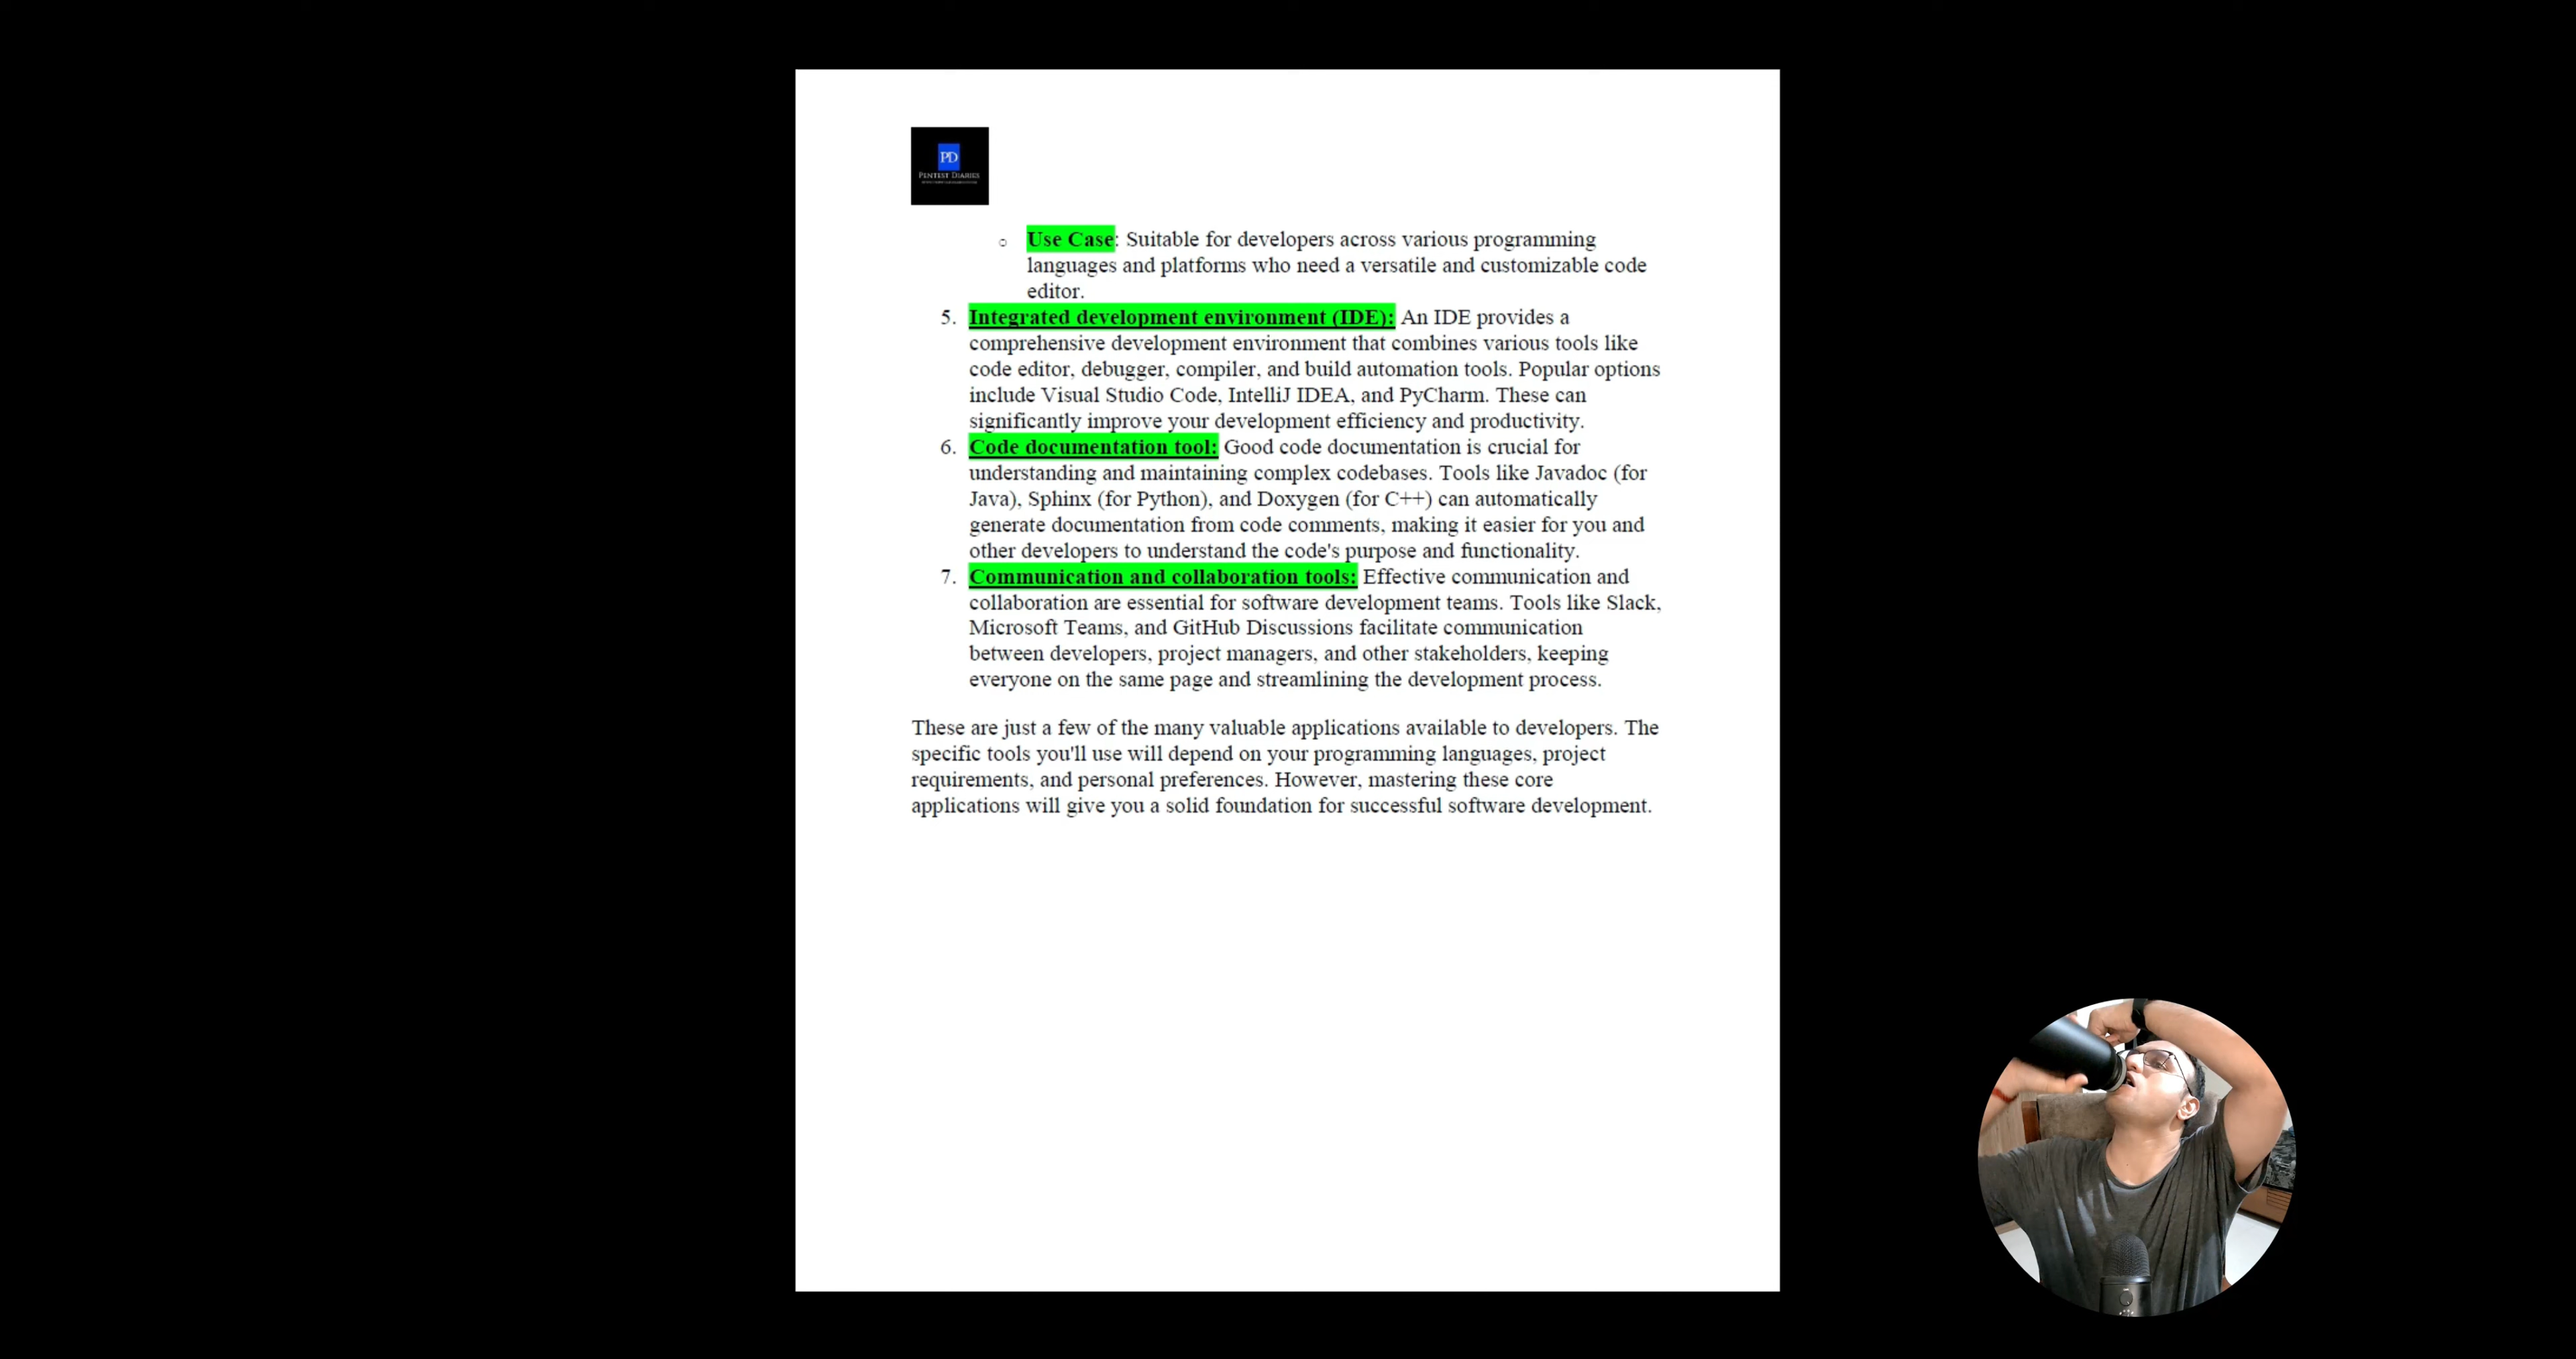 PD
PENTEST DIARIES
○ Use Case: Suitable for developers across various programming
languages and platforms who need a versatile and customizable code
editor.
5. Integrated development environment (IDE): An IDE provides a
comprehensive development environment that combines various tools like
code editor, debugger, compiler, and build automation tools. Popular options
include Visual Studio Code, IntelliJ IDEA, and PyCharm. These can
significantly improve your development efficiency and productivity.
6. Code documentation tool: Good code documentation is crucial for
understanding and maintaining complex codebases. Tools like Javadoc (for
Java), Sphinx (for Python), and Doxygen (for C++) can automatically
generate documentation from code comments, making it easier for you and
other developers to understand the code's purpose and functionality.
7. Communication and collaboration tools: Effective communication and
collaboration are essential for software development teams. Tools like Slack,
Microsoft Teams, and GitHub Discussions facilitate communication
between developers, project managers, and other stakeholders, keeping
everyone on the same page and streamlining the development process.
These are just a few of the many valuable applications available to developers. The
specific tools you'll use will depend on your programming languages, project
requirements, and personal preferences. However, mastering these core
applications will give you a solid foundation for successful software development.